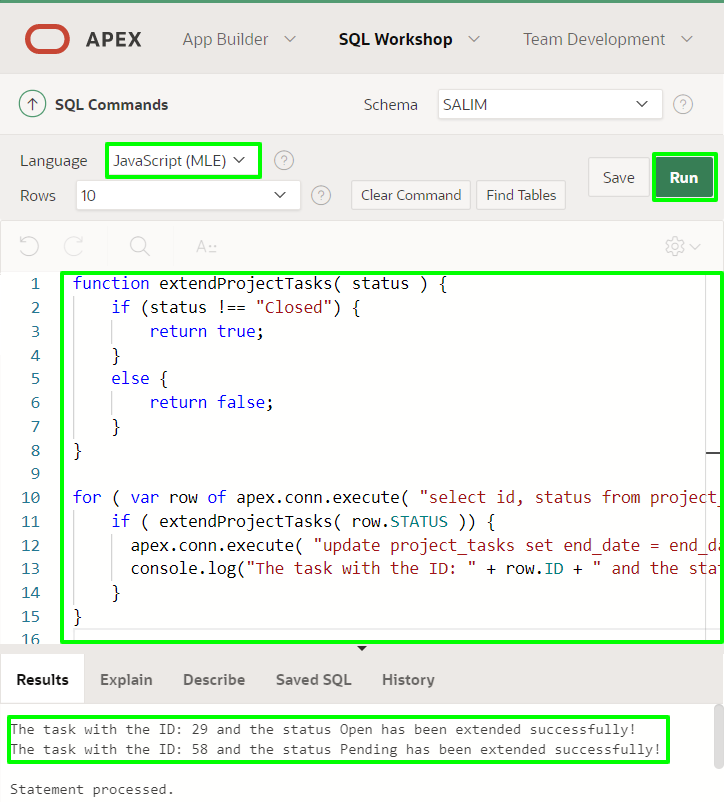 APEX App Builder SQL Workshop Team Development
SQL Commands Schema SALIM ?
Language JavaScript (MLE) ?
Rows 10 ? Clear Command Find Tables Save Run
A::
1 function extendProjectTasks( status ) {
2 if (status !== "Closed") {
3 return true;
4 }
5 else {
6 return false;
7 }
8 }
9
10 for ( var row of apex.conn.execute( "select id, status from project_
11 if ( extendProjectTasks( row.STATUS )) {
12 apex.conn.execute( "update project_tasks set end_date = end_da
13 console.log("The task with the ID: " + row.ID + " and the stat
14 }
15 }
16
Results Explain Describe Saved SQL History
The task with the ID: 29 and the status Open has been extended successfully!
The task with the ID: 58 and the status Pending has been extended successfully!
Statement processed.